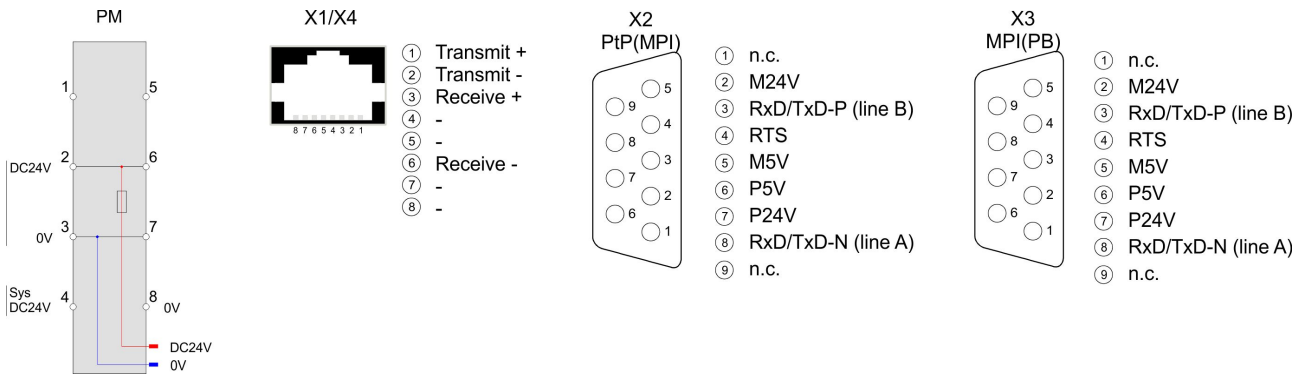 PM
1
5
2
6
DC24V
3
7
0V
Sys
DC24V
4
8
0V
DC24V
0V
X1/X4
8 7 6 5 4 3 2 1
1 Transmit +
2 Transmit -
3 Receive +
4 -
5 -
6 Receive -
7 -
8 -
X2
PtP(MPI)
5
9
4
8
3
7
2
6
1
1 n.c.
2 M24V
3 RxD/TxD-P (line B)
4 RTS
5 M5V
6 P5V
7 P24V
8 RxD/TxD-N (line A)
9 n.c.
X3
MPI(PB)
5
9
4
8
3
7
2
6
1
1 n.c.
2 M24V
3 RxD/TxD-P (line B)
4 RTS
5 M5V
6 P5V
7 P24V
8 RxD/TxD-N (line A)
9 n.c.